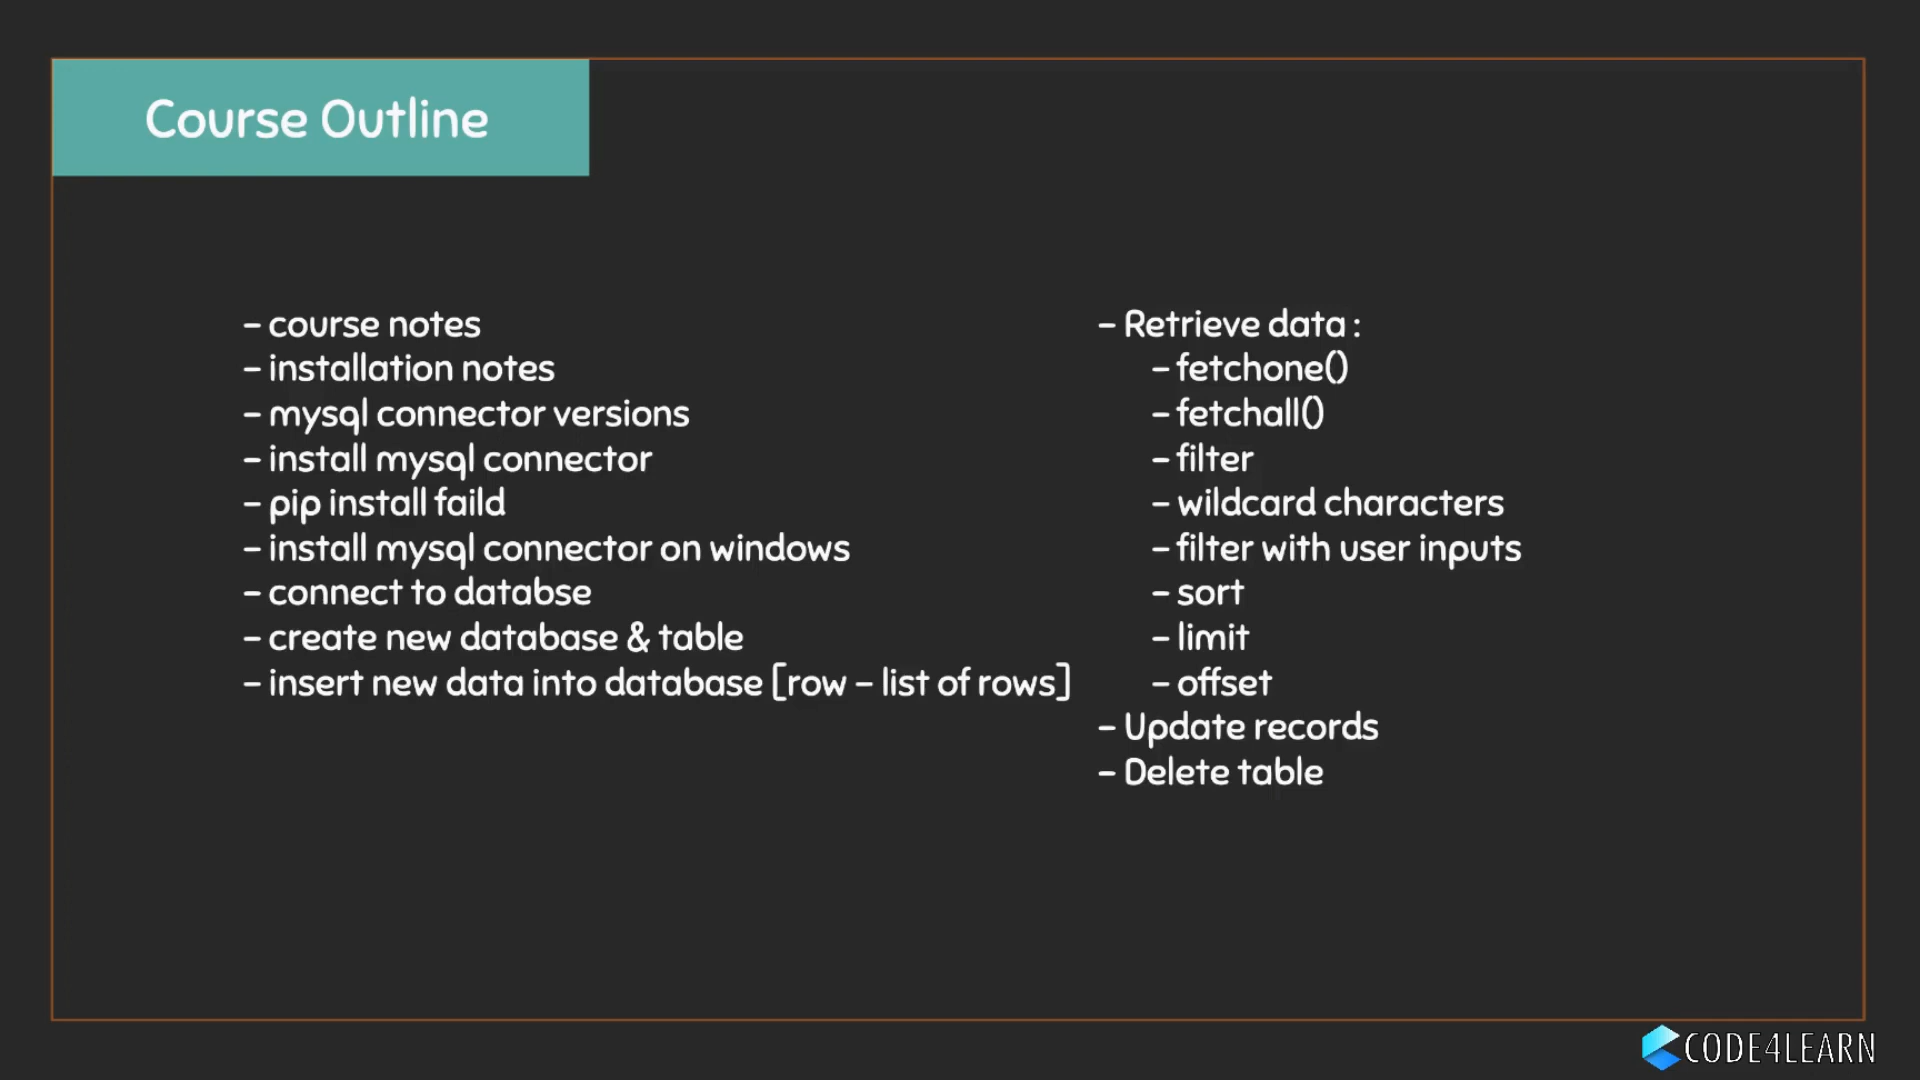 Course Outline
- course notes
- installation notes
- mysql connector versions
- install mysql connector
- pip install faild
- install mysql connector on windows
- connect to databse
- create new database & table
- insert new data into database [row - list of rows]
- Retrieve data :
- fetchone()
- fetchall()
- filter
- wildcard characters
- filter with user inputs
- sort
- limit
- offset
- Update records
- Delete table
CODE4LEARN